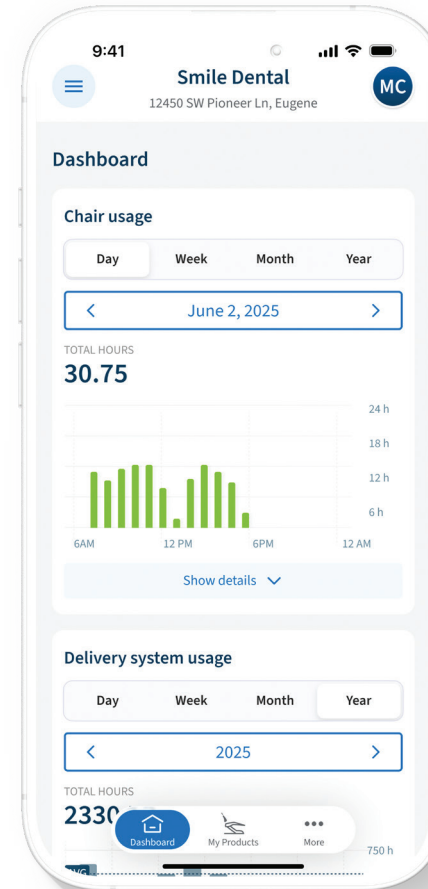 9:41
Smile Dental
12450 SW Pioneer Ln, Eugene
MC
Dashboard
Chair usage
Day Week Month Year
June 2, 2025
TOTAL HOURS
30.75
24 h
18 h
12 h
6 h
6AM 12 PM 6PM 12 AM
Show details
Delivery system usage
Day Week Month Year
2025
TOTAL HOURS
2330
Dashboard My Products More
750 h